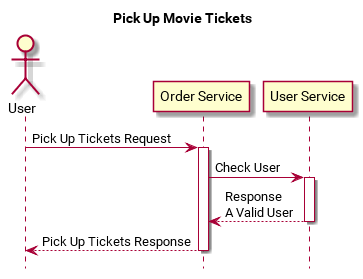 Pick Up Movie Tickets
User
Order Service
User Service
Pick Up Tickets Request
Check User
Response
A Valid User
Pick Up Tickets Response